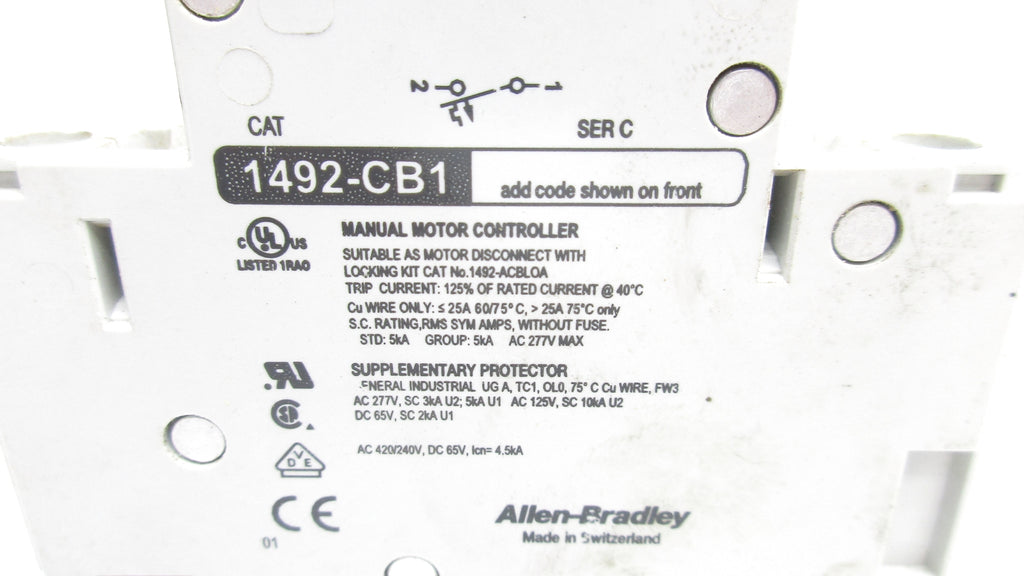 2 1
CAT SER C
1492-CB1 add code shown on front
C UL US
LISTED 1RAO
MANUAL MOTOR CONTROLLER
SUITABLE AS MOTOR DISCONNECT WITH
LOCKING KIT CAT No.1492-ACBLOA
TRIP CURRENT: 125% OF RATED CURRENT @ 40°C
Cu WIRE ONLY: ≤ 25A 60/75°C, > 25A 75°C only
S.C. RATING,RMS SYM AMPS, WITHOUT FUSE.
STD: 5kA GROUP: 5kA AC 277V MAX
SUPPLEMENTARY PROTECTOR
ENERAL INDUSTRIAL UG A, TC1, OL0, 75° C Cu WIRE, FW3
AC 277V, SC 3kA U2; 5kA U1 AC 125V, SC 10kA U2
DC 65V, SC 2kA U1
VDE
AC 420/240V, DC 65V, Icn= 4.5kA
CE
01
Allen-Bradley
Made in Switzerland